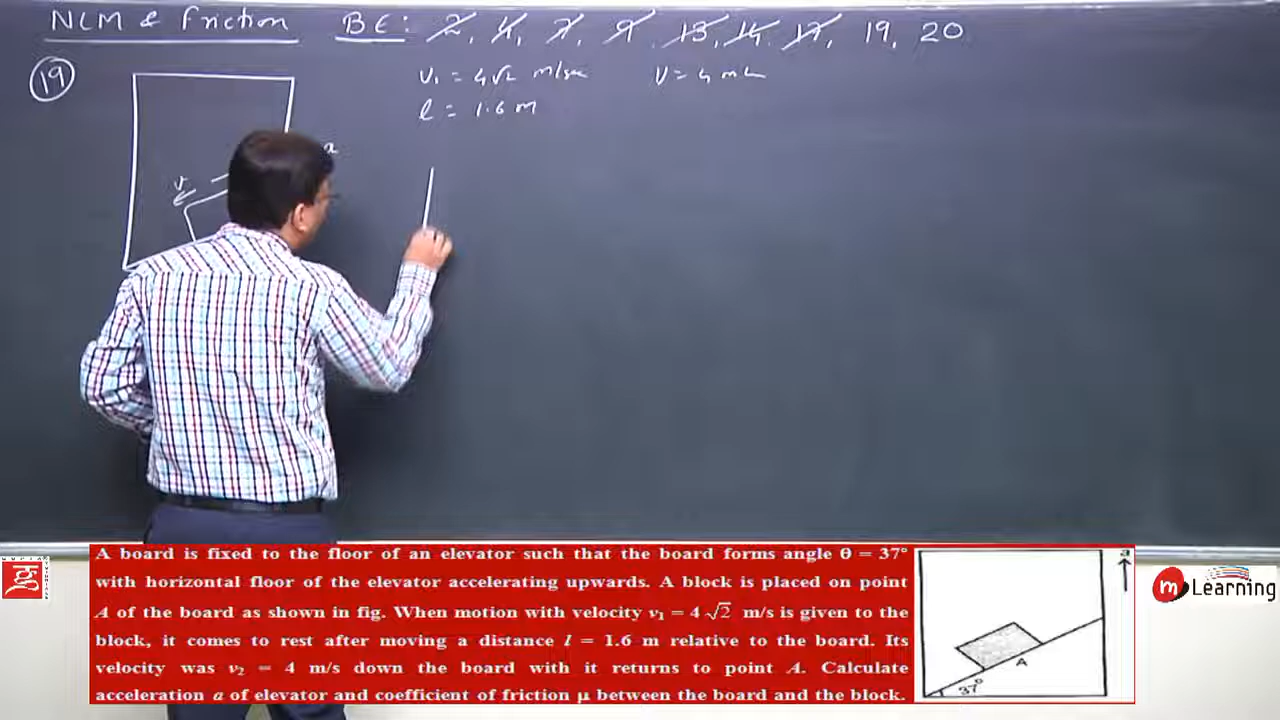 NLM & Friction BE: 2, 4, 7, 9, 13, 14, 17, 19, 20
19
v₁ = 4√2 m/sec v = 4 m
l = 1.6 m
a
v
A board is fixed to the floor of an elevator such that the board forms angle θ = 37°
with horizontal floor of the elevator accelerating upwards. A block is placed on point
A of the board as shown in fig. When motion with velocity v₁ = 4√2 m/s is given to the
block, it comes to rest after moving a distance l = 1.6 m relative to the board. Its
velocity was v₂ = 4 m/s down the board with it returns to point A. Calculate
acceleration a of elevator and coefficient of friction μ between the board and the block.
a
A
37°
m Learning